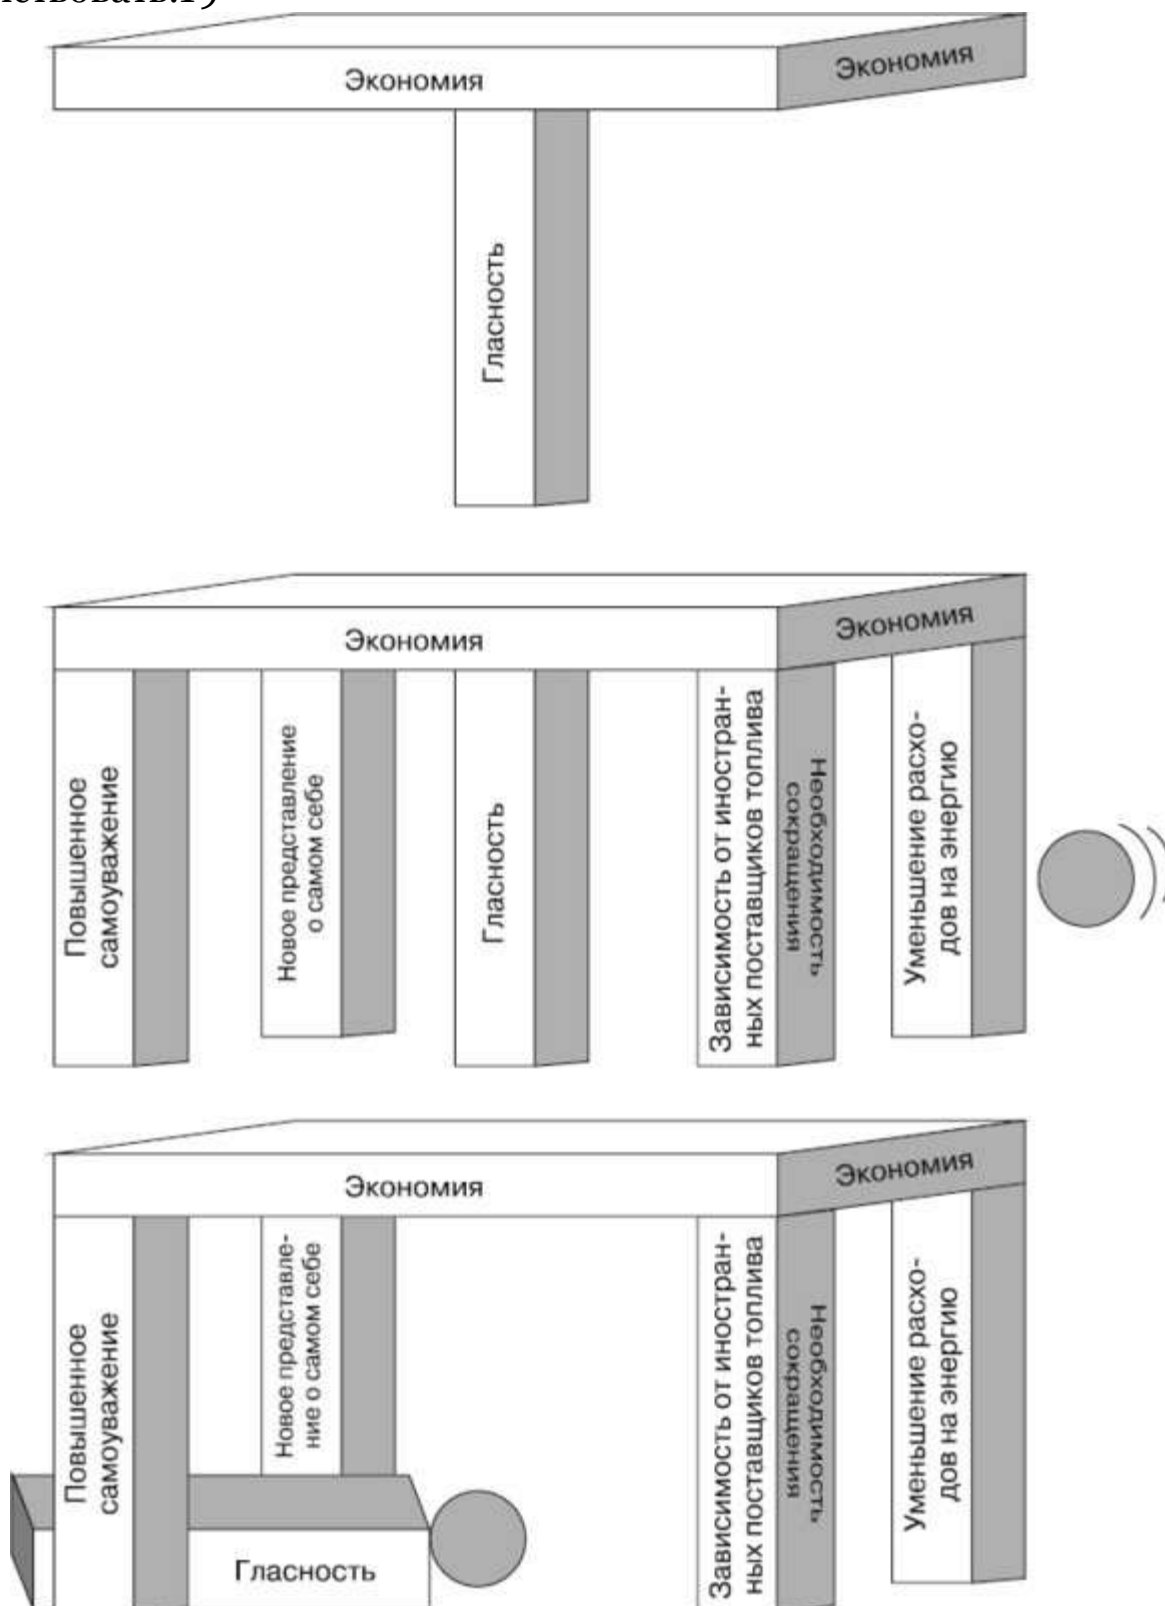 Экономия
Экономия
Гласность
Экономия
Экономия
Повышенное
самоуважение
Новое представление
о самом себе
Гласность
Зависимость от иностран-
ных поставщиков топлива
Необходимость
сокращения
Уменьшение расхо-
дов на энергию
Экономия
Экономия
Повышенное
самоуважение
Новое представле-
ние о самом себе
Гласность
Зависимость от иностран-
ных поставщиков топлива
Необходимость
сокращения
Уменьшение расхо-
дов на энергию